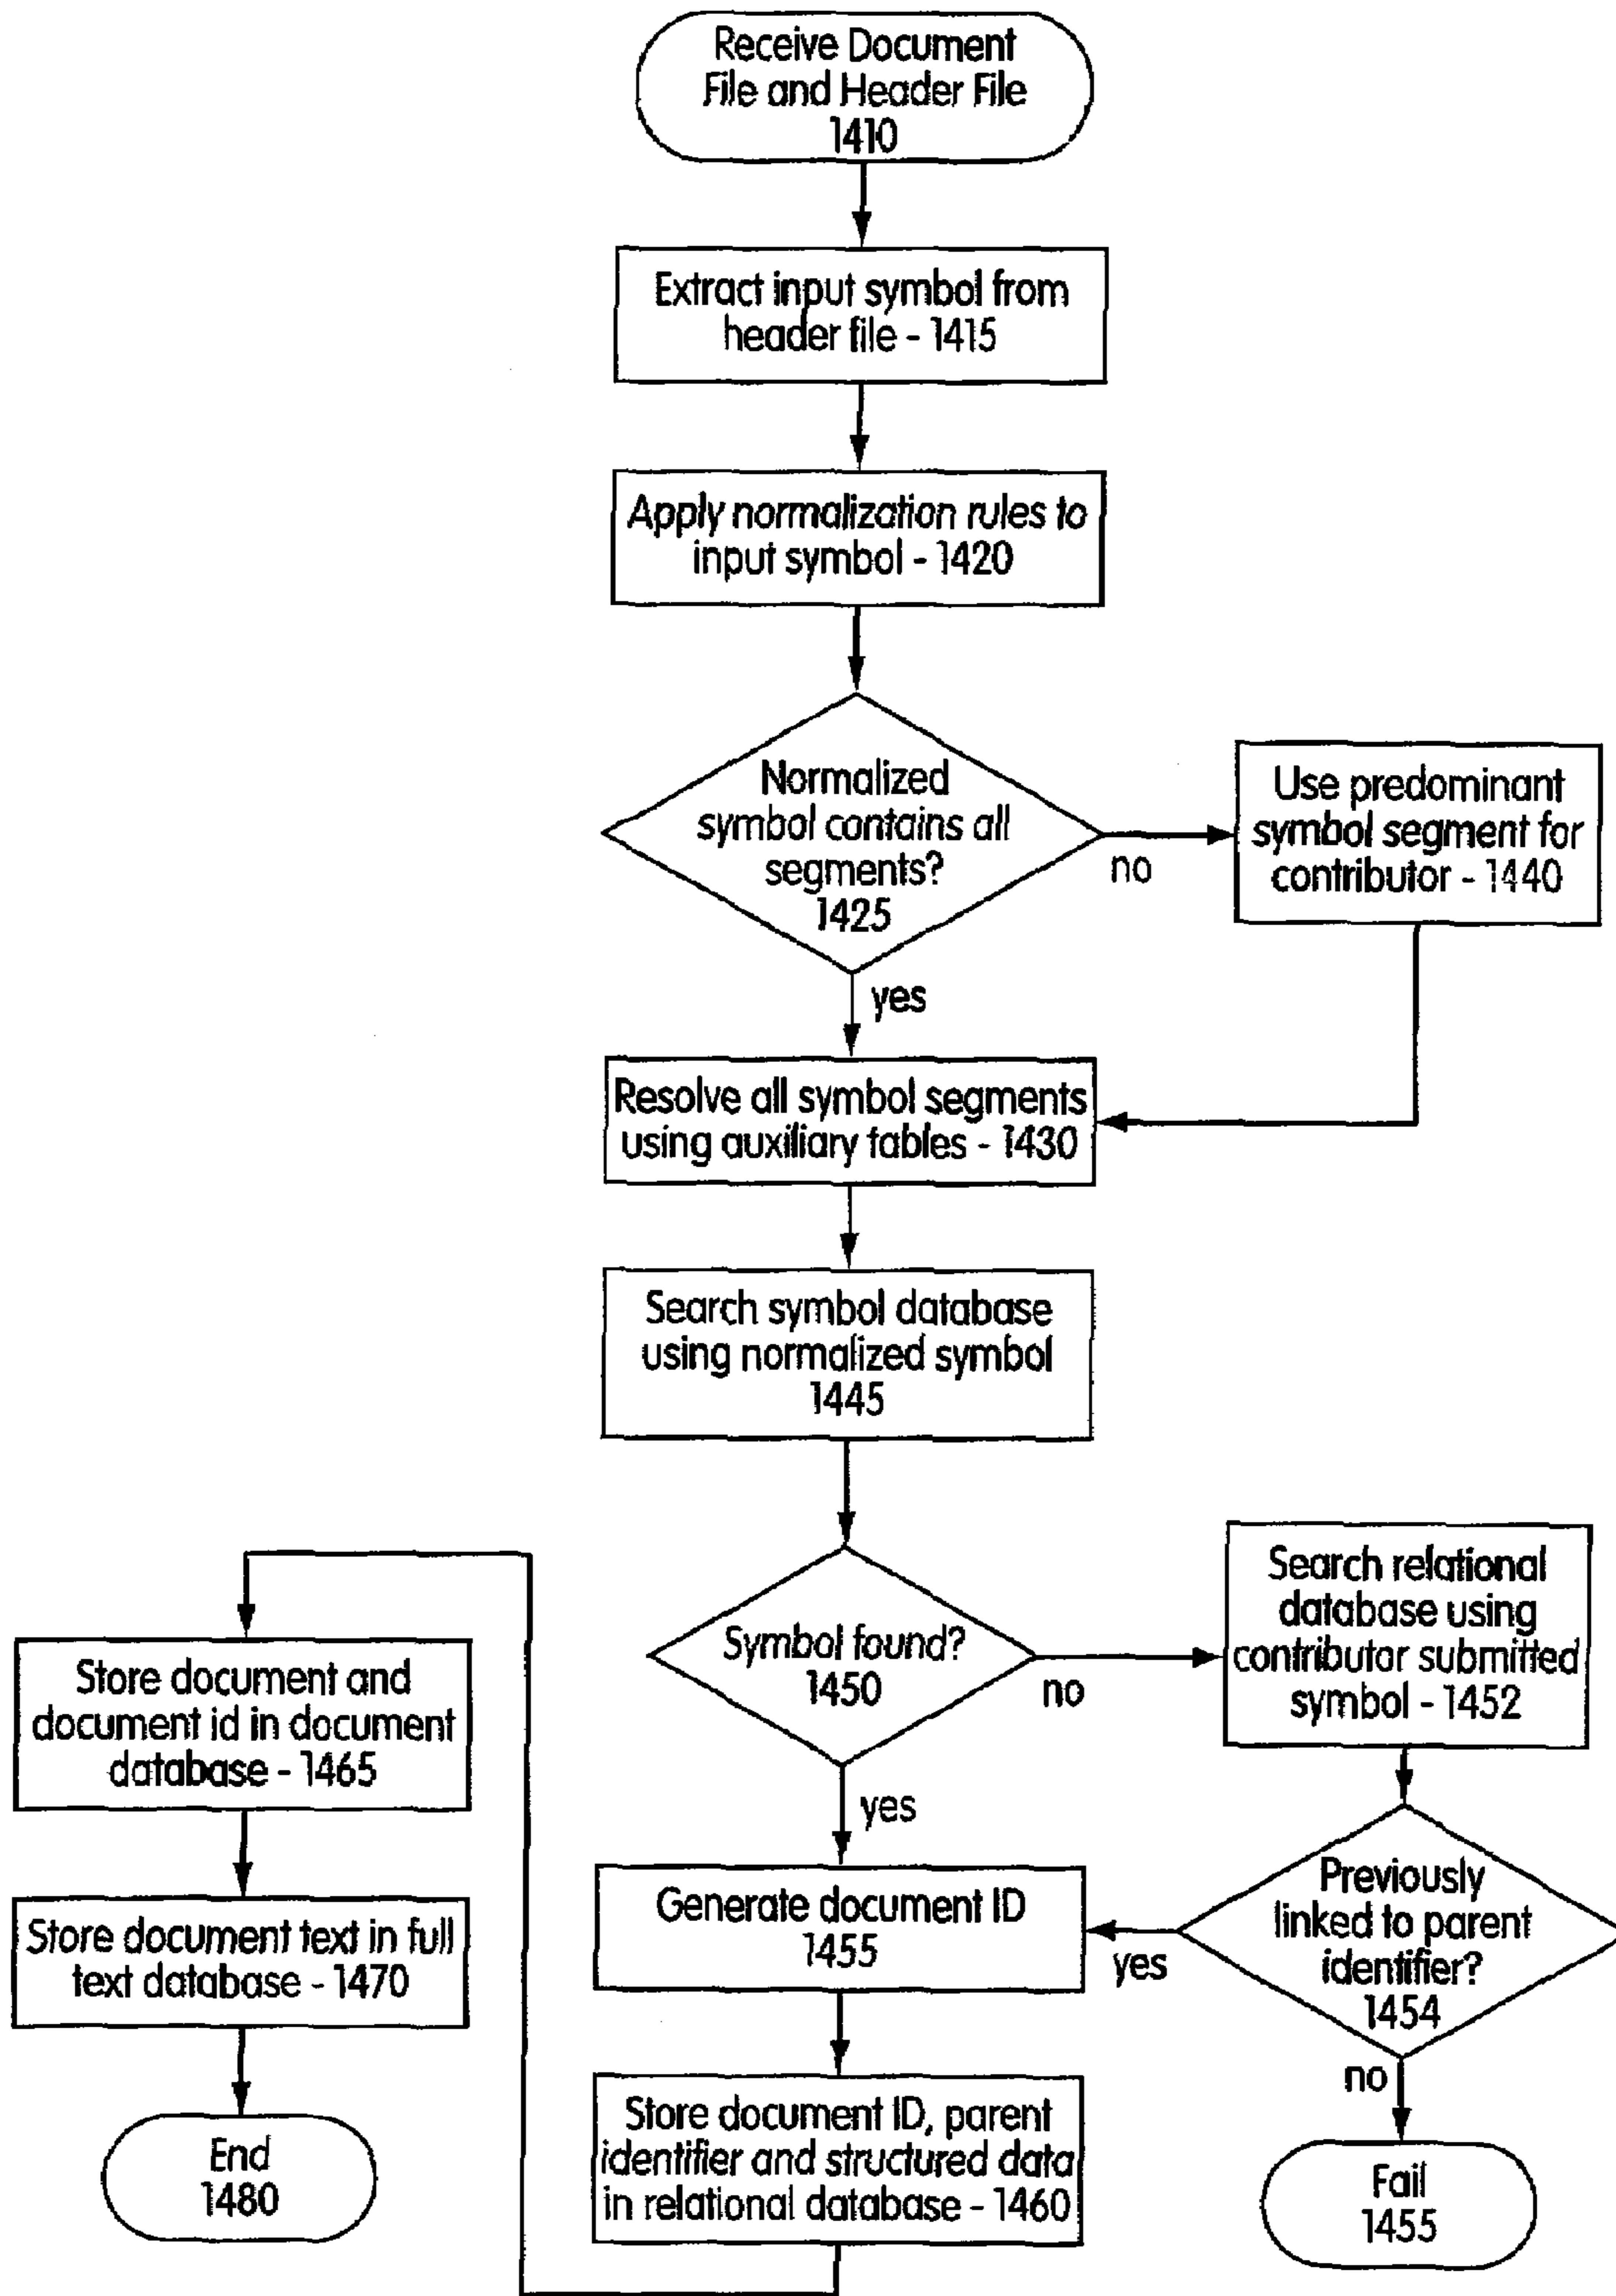 Receive Document
File and Header File
1410
Extract input symbol from
header file - 1415
Apply normalization rules to
input symbol - 1420
Normalized
symbol contains all
segments?
1425
no
Use predominant
symbol segment for
contributor - 1440
yes
Resolve all symbol segments
using auxiliary tables - 1430
Search symbol database
using normalized symbol
1445
Symbol found?
1450
no
Search relational
database using
contributor submitted
symbol - 1452
yes
Previously
linked to parent
identifier?
1454
yes
no
Fail
1455
Generate document ID
1455
Store document ID, parent
identifier and structured data
in relational database - 1460
Store document and
document id in document
database - 1465
Store document text in full
text database - 1470
End
1480